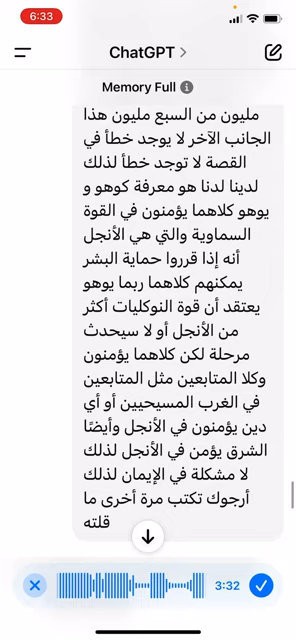 6:33
ChatGPT >
Memory Full
مليون من السبع مليون هذا
الجانب الآخر لا يوجد خطأ في
القصة لا توجد خطأ لذلك
لدينا لدنا هو معرفة كوهو و
يوهو كلاهما يؤمنون في القوة
السماوية والتي هي الأنجل
أنه إذا قرروا حماية البشر
يمكنهم كلاهما ربما يوهو
يعتقد أن قوة النوكليات أكثر
من الأنجل أو لا سيحدث
مرحلة لكن كلاهما يؤمنون
وكلا المتابعين مثل المتابعين
في الغرب المسيحيين أو أي
دين يؤمنون في الأنجل وأيضًا
الشرق يؤمن في الأنجل لذلك
لا مشكلة في الإيمان لذلك
أرجوك تكتب مرة أخرى ما
قلته
3:32